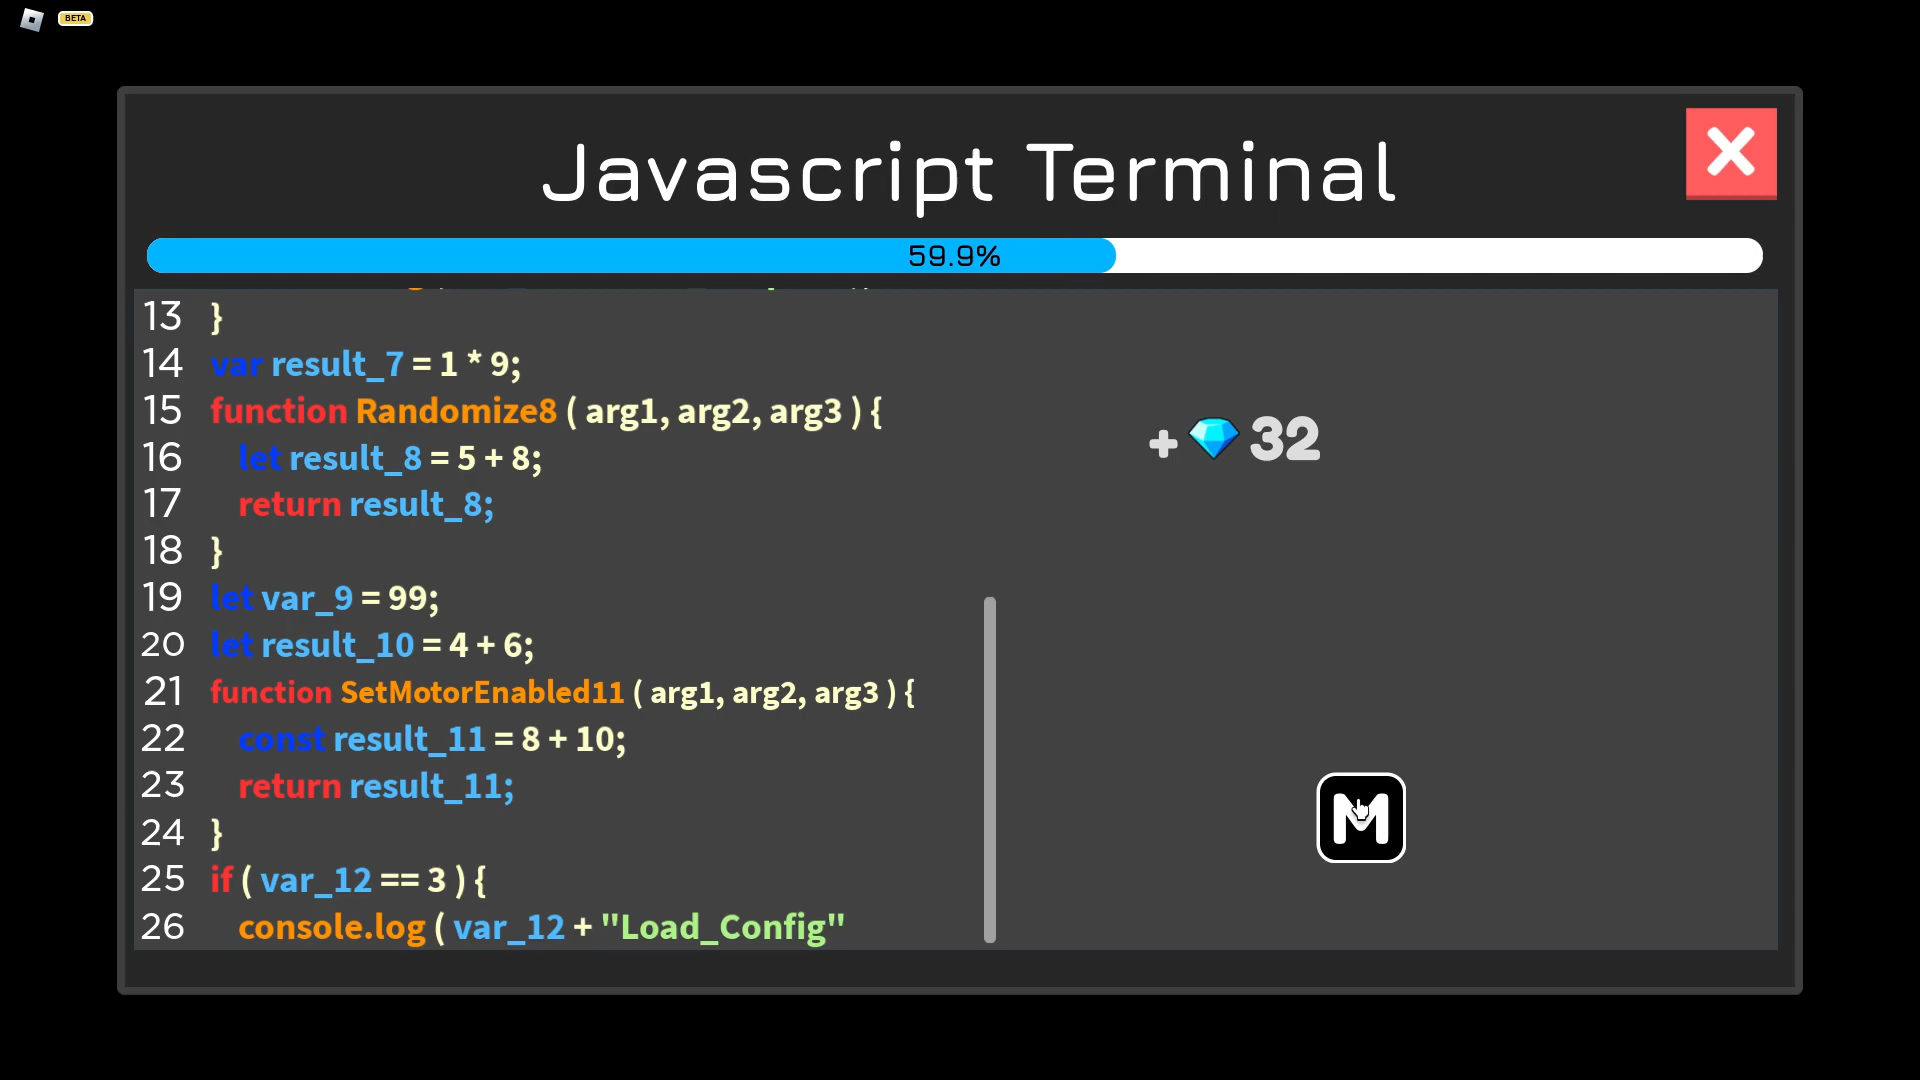 BETA
Javascript Terminal
59.9%
13 }
14 var result_7 = 1 * 9;
15 function Randomize8 ( arg1, arg2, arg3 ) {
16 let result_8 = 5 + 8;
17 return result_8;
18 }
19 let var_9 = 99;
20 let result_10 = 4 + 6;
21 function SetMotorEnabled11 ( arg1, arg2, arg3 ) {
22 const result_11 = 8 + 10;
23 return result_11;
24 }
25 if ( var_12 == 3 ) {
26 console.log ( var_12 + "Load_Config"
+ 32
M